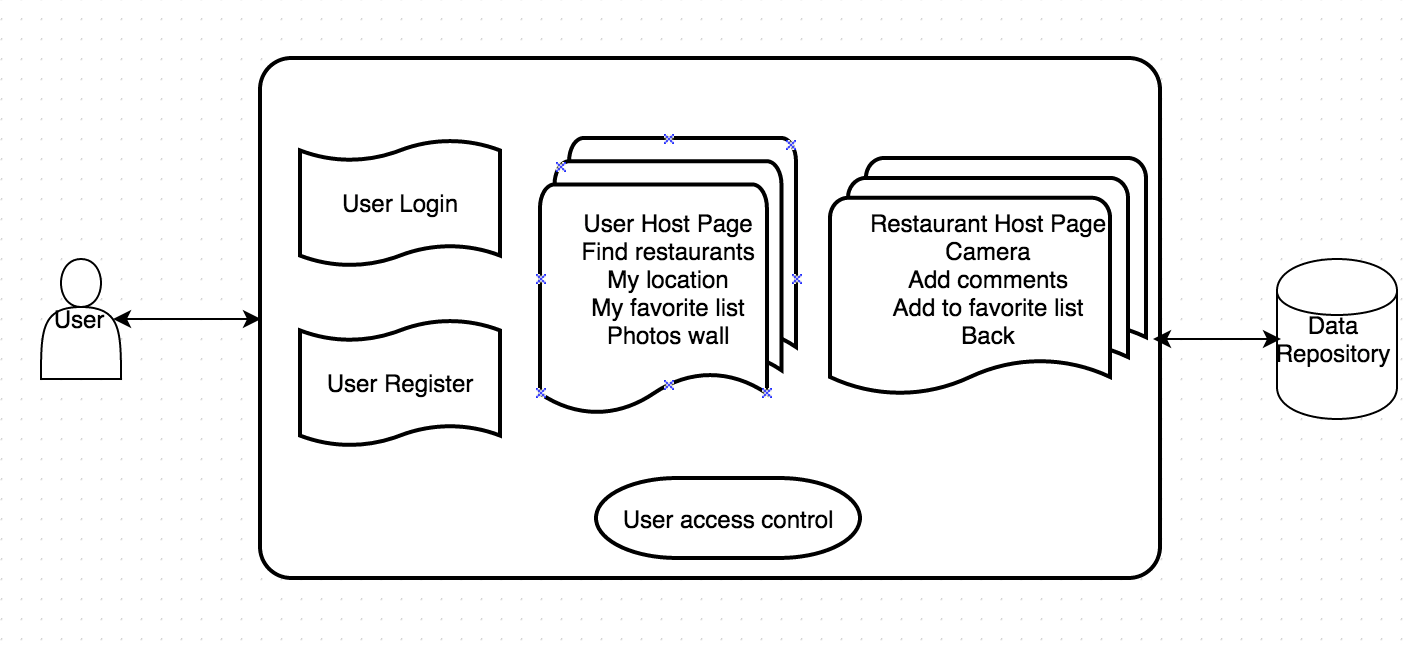 User
User Login
User Register
User Host Page
Find restaurants
My location
My favorite list
Photos wall
Restaurant Host Page
Camera
Add comments
Add to favorite list
Back
User access control
Data
Repository